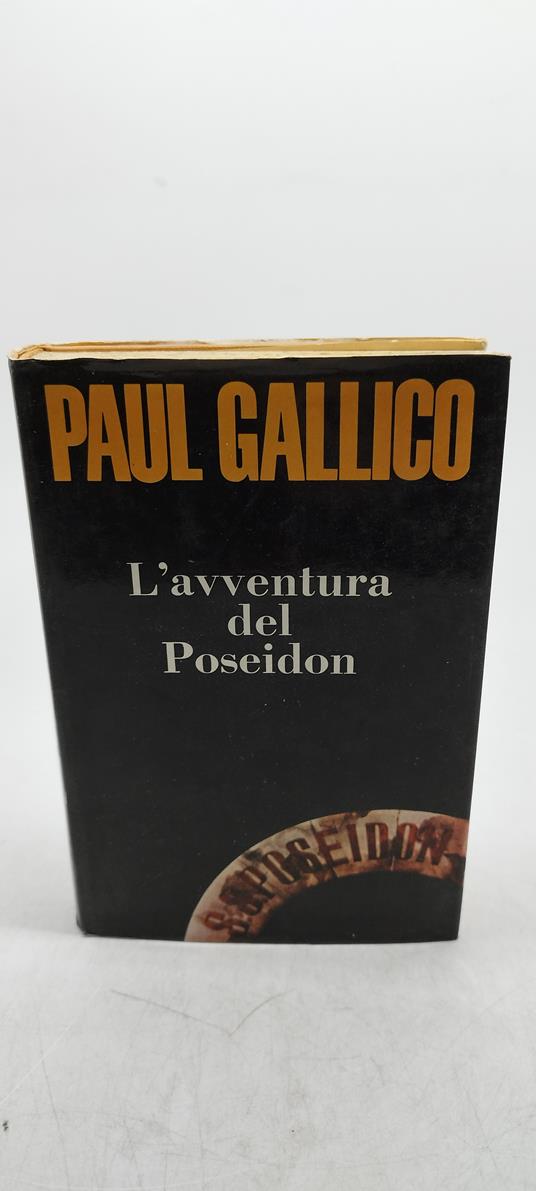 PAUL GALLICO
L'avventura
del
Poseidon
S.S.POSEIDON